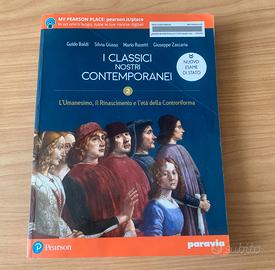 MY PEARSON PLACE: pearson.it/place
Guido Baldi Silvia Giusso Mario Razetti Giuseppe Zaccaria
I CLASSICI
NOSTRI
CONTEMPORANEI
NUOVO
ESAME DI
STATO
2
L'Umanesimo, il Rinascimento e l'età della Controriforma
Pearson
paravia
subito